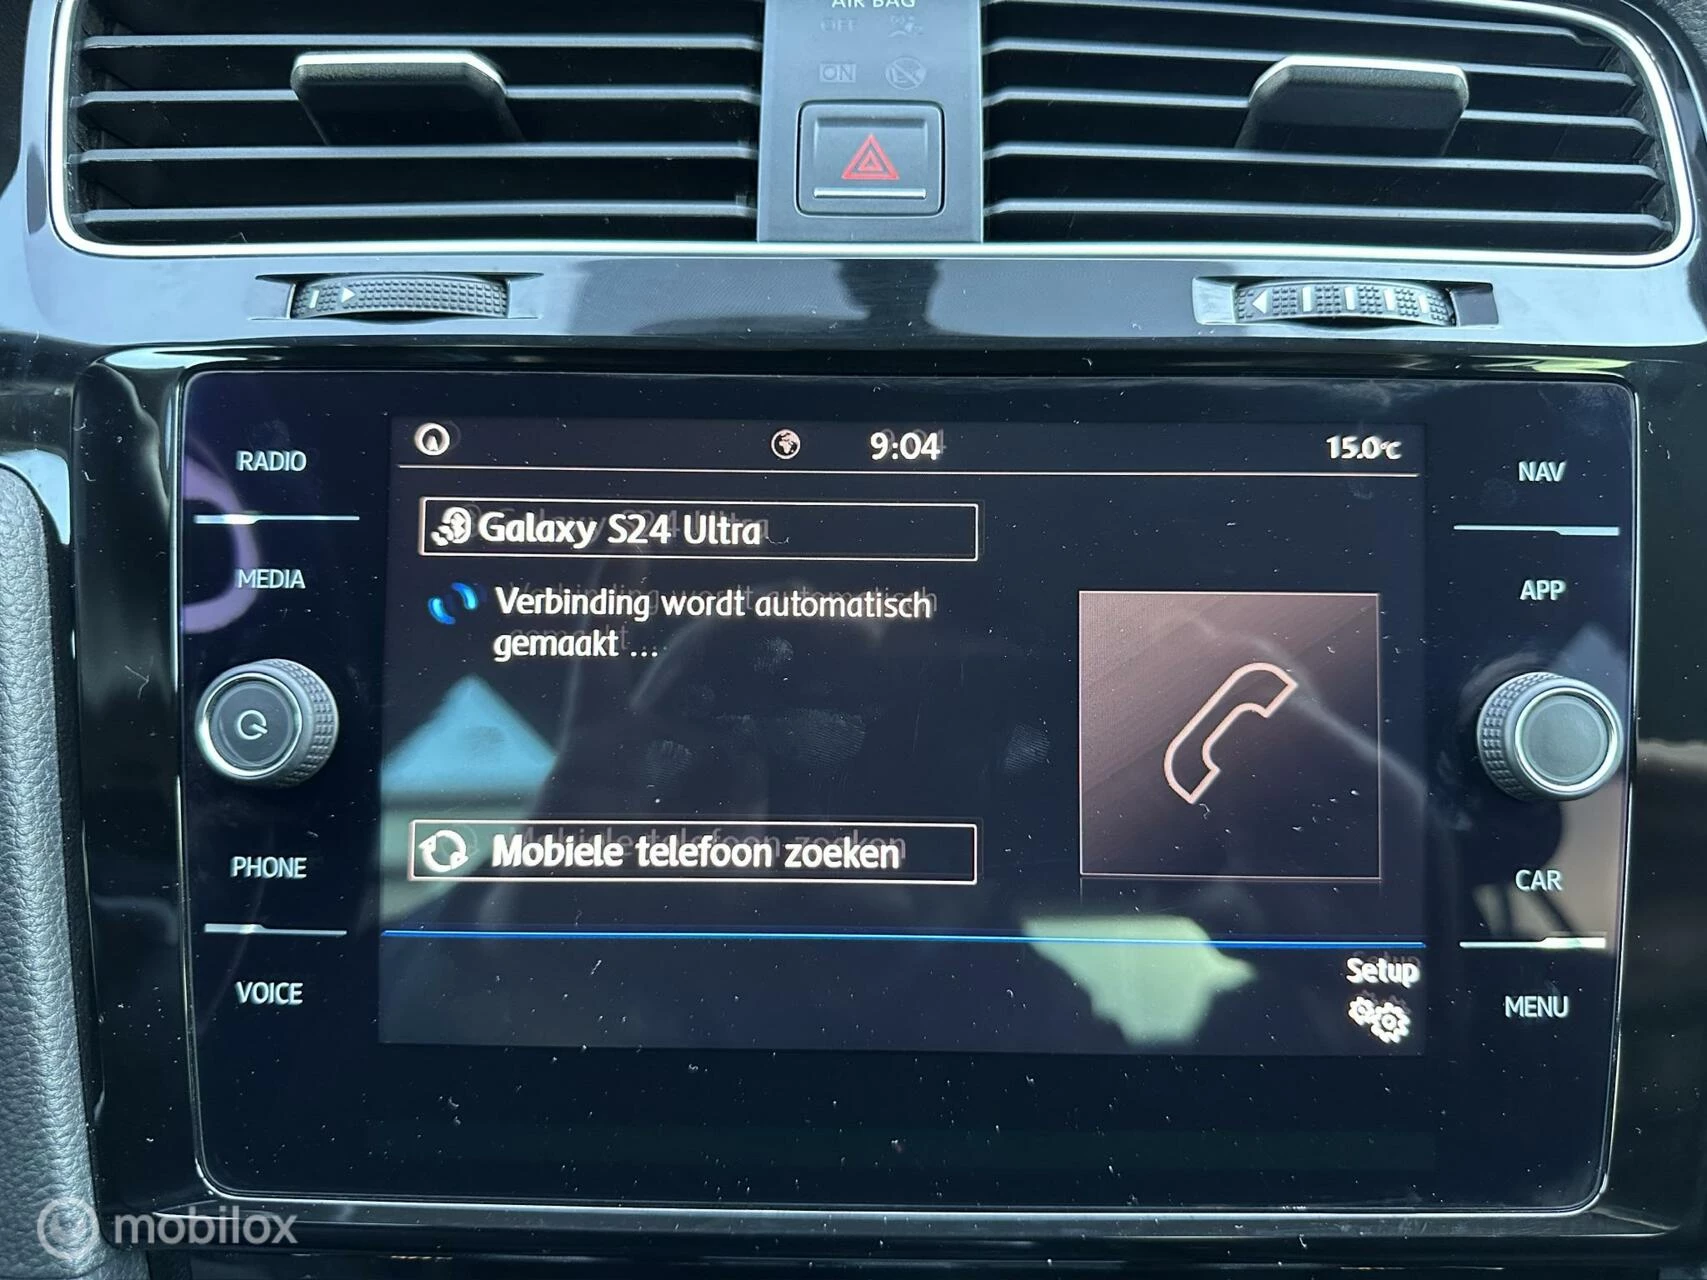 AIR BAG
OFF
ON
RADIO
MEDIA
PHONE
VOICE
9:04
15.0°C
Galaxy S24 Ultra
Verbinding wordt automatisch
gemaakt ...
Mobiele telefoon zoeken
Setup
NAV
APP
CAR
MENU
mobilox